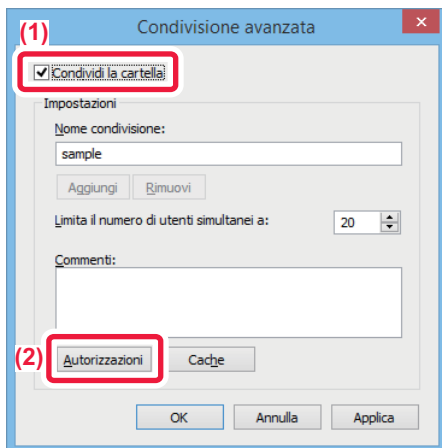 Condivisione avanzata
(1)
Condividi la cartella
Impostazioni
Nome condivisione:
sample
Aggiungi Rimuovi
Limita il numero di utenti simultanei a: 20
Commenti:
(2) Autorizzazioni Cache
OK Annulla Applica